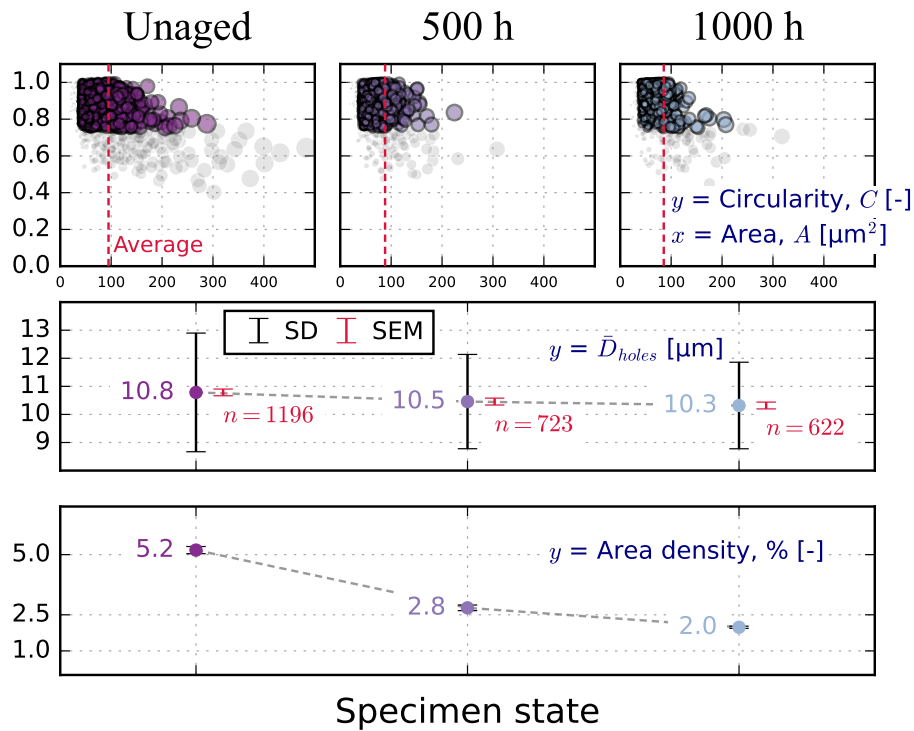 Unaged 500 h 1000 h
1.0
0.8
0.6
0.4
0.2
0.0
Average
y = Circularity, C [-]
x = Area, A [μm²]
0 100 200 300 400 0 100 200 300 400 0 100 200 300 400
13
12
11
10
9
SD SEM
y = D̄holes [μm]
10.8 10.5 10.3
n = 1196 n = 723 n = 622
5.0
2.5
1.0
y = Area density, % [-]
5.2 2.8 2.0
Specimen state